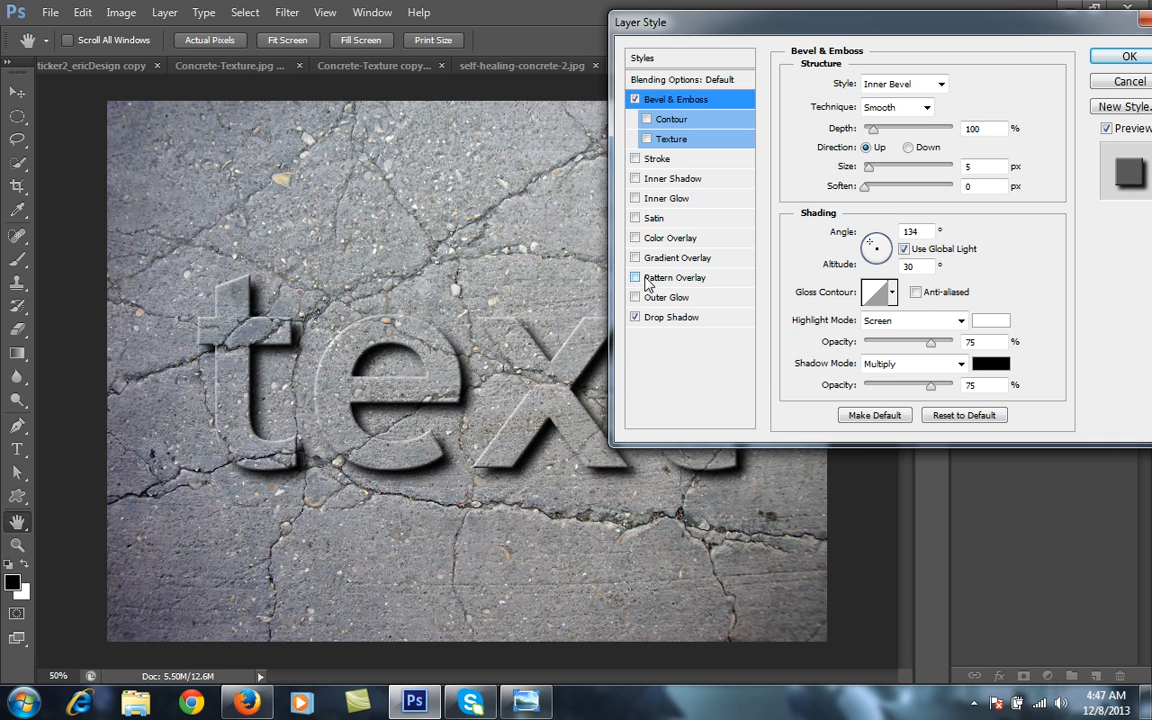 Ps File Edit Image Layer Type Select Filter View Window Help
Scroll All Windows Actual Pixels Fit Screen Fill Screen Print Size
ticker2_ericDesign copy × Concrete-Texture.jpg ... × Concrete-Texture copy... × self-healing-concrete-2.jpg ×
text
50% Doc: 5.50M/12.6M
Layer Style
Styles
Blending Options: Default
Bevel & Emboss
Contour
Texture
Stroke
Inner Shadow
Inner Glow
Satin
Color Overlay
Gradient Overlay
Pattern Overlay
Outer Glow
Drop Shadow
Bevel & Emboss
Structure
Style: Inner Bevel
Technique: Smooth
Depth: 100 %
Direction: Up Down
Size: 5 px
Soften: 0 px
Shading
Angle: 134 °
Use Global Light
Altitude: 30 °
Gloss Contour: Anti-aliased
Highlight Mode: Screen
Opacity: 75 %
Shadow Mode: Multiply
Opacity: 75 %
Make Default Reset to Default
OK
Cancel
New Style..
Preview
Ps
4:47 AM
12/8/2013